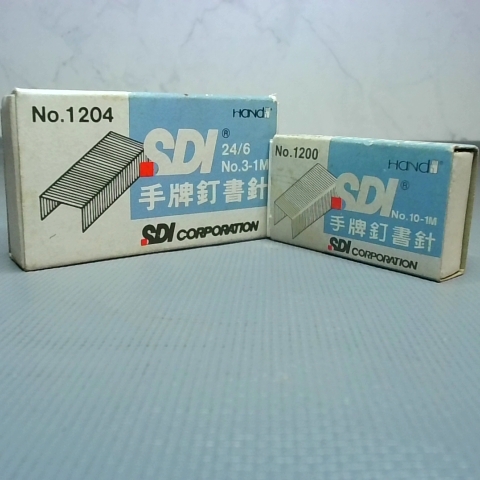 No.1204
HANDi
SDI®
24/6
No.3-1M
手牌釘書針
SDI CORPORATION
No.1200
HANDi
SDI®
No.10-1M
手牌釘書針
SDI CORPORATION